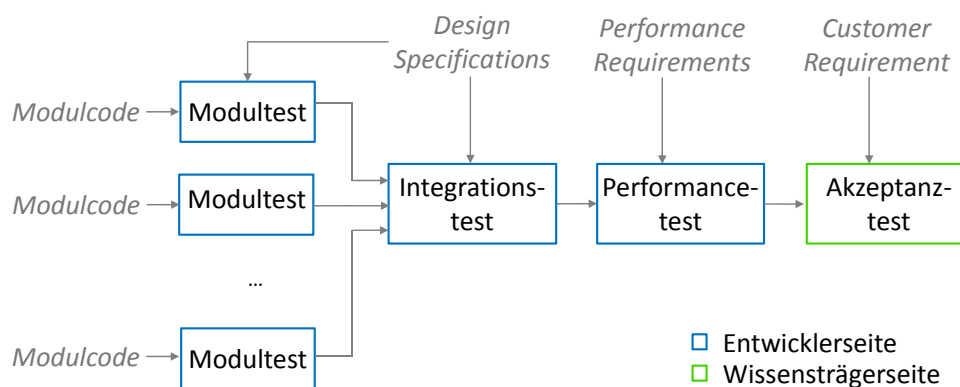 Design
Specifications
Performance
Requirements
Customer
Requirement
Modulcode
Modultest
Modulcode
Modultest
Integrations-
test
Performance-
test
Akzeptanz-
test
...
Modulcode
Modultest
Entwicklerseite
Wissensträgerseite